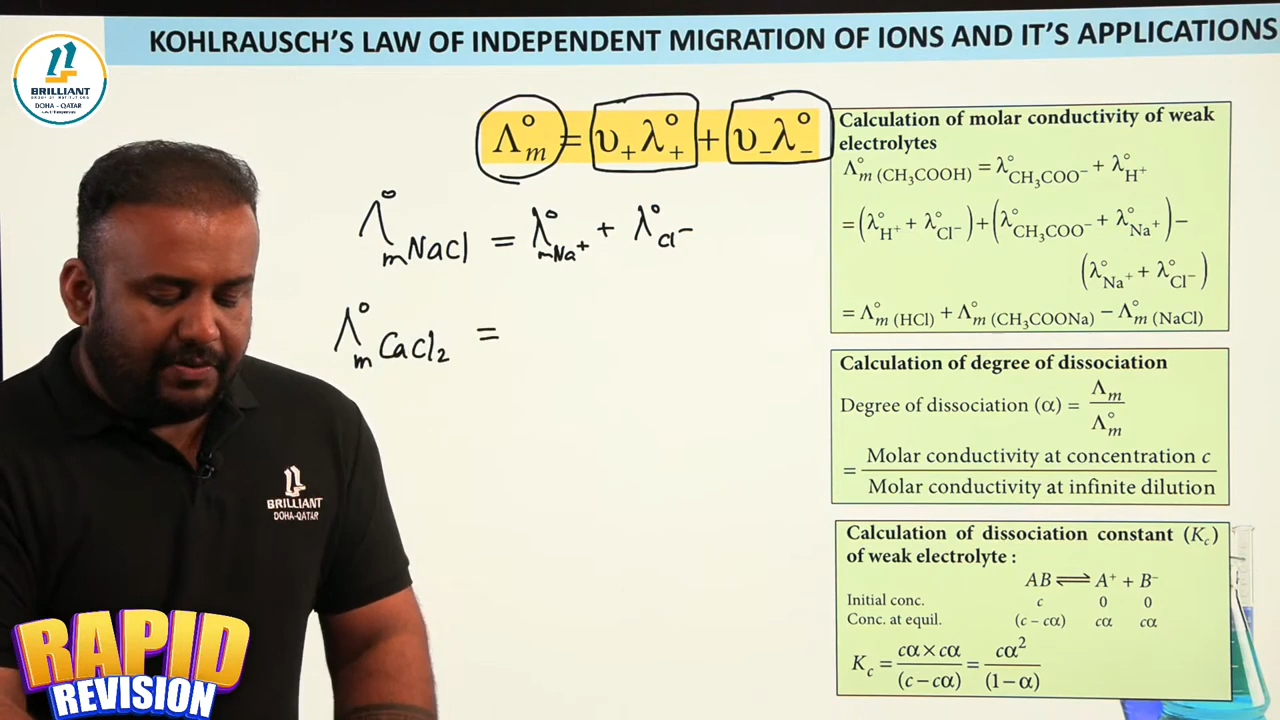 KOHLRAUSCH'S LAW OF INDEPENDENT MIGRATION OF IONS AND IT'S APPLICATIONS
BRILLIANT
GROUP OF INSTITUTIONS
DOHA - QATAR
Λ°m = υ+λ°+ + υ−λ°−
Λ°m NaCl = λ°mNa+ + λ°Cl−
Λ°m CaCl2 =
Calculation of molar conductivity of weak
electrolytes
Λ°m (CH3COOH) = λ°CH3COO− + λ°H+
= (λ°H+ + λ°Cl−) + (λ°CH3COO− + λ°Na+) −
(λ°Na+ + λ°Cl−)
= Λ°m (HCl) + Λ°m (CH3COONa) − Λ°m (NaCl)
Calculation of degree of dissociation
Degree of dissociation (α) = Λm / Λ°m
= Molar conductivity at concentration c
Molar conductivity at infinite dilution
Calculation of dissociation constant (Kc)
of weak electrolyte :
AB ⇌ A+ + B−
Initial conc. c 0 0
Conc. at equil. (c − cα) cα cα
Kc = cα × cα / (c − cα) = cα² / (1 − α)
BRILLIANT
DOHA-QATAR
RAPID
REVISION